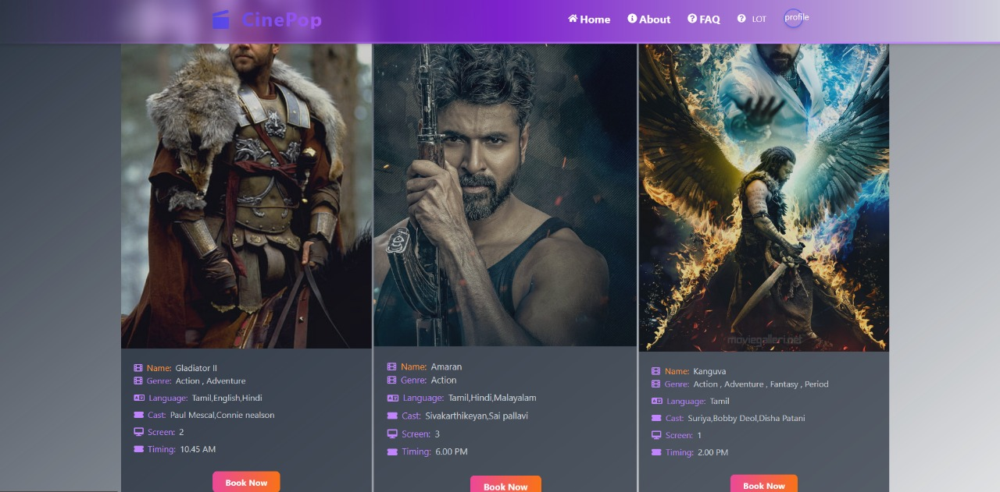 CinePop
Home About FAQ LOT profile
moviegalleri.net
Name: Gladiator II
Genre: Action , Adventure
Language: Tamil,English,Hindi
Cast: Paul Mescal,Connie nealson
Screen: 2
Timing: 10.45 AM
Book Now
Name: Amaran
Genre: Action
Language: Tamil,Hindi,Malayalam
Cast: Sivakarthikeyan,Sai pallavi
Screen: 3
Timing: 6.00 PM
Book Now
Name: Kanguva
Genre: Action , Adventure , Fantasy , Period
Language: Tamil
Cast: Suriya,Bobby Deol,Disha Patani
Screen: 1
Timing: 2.00 PM
Book Now